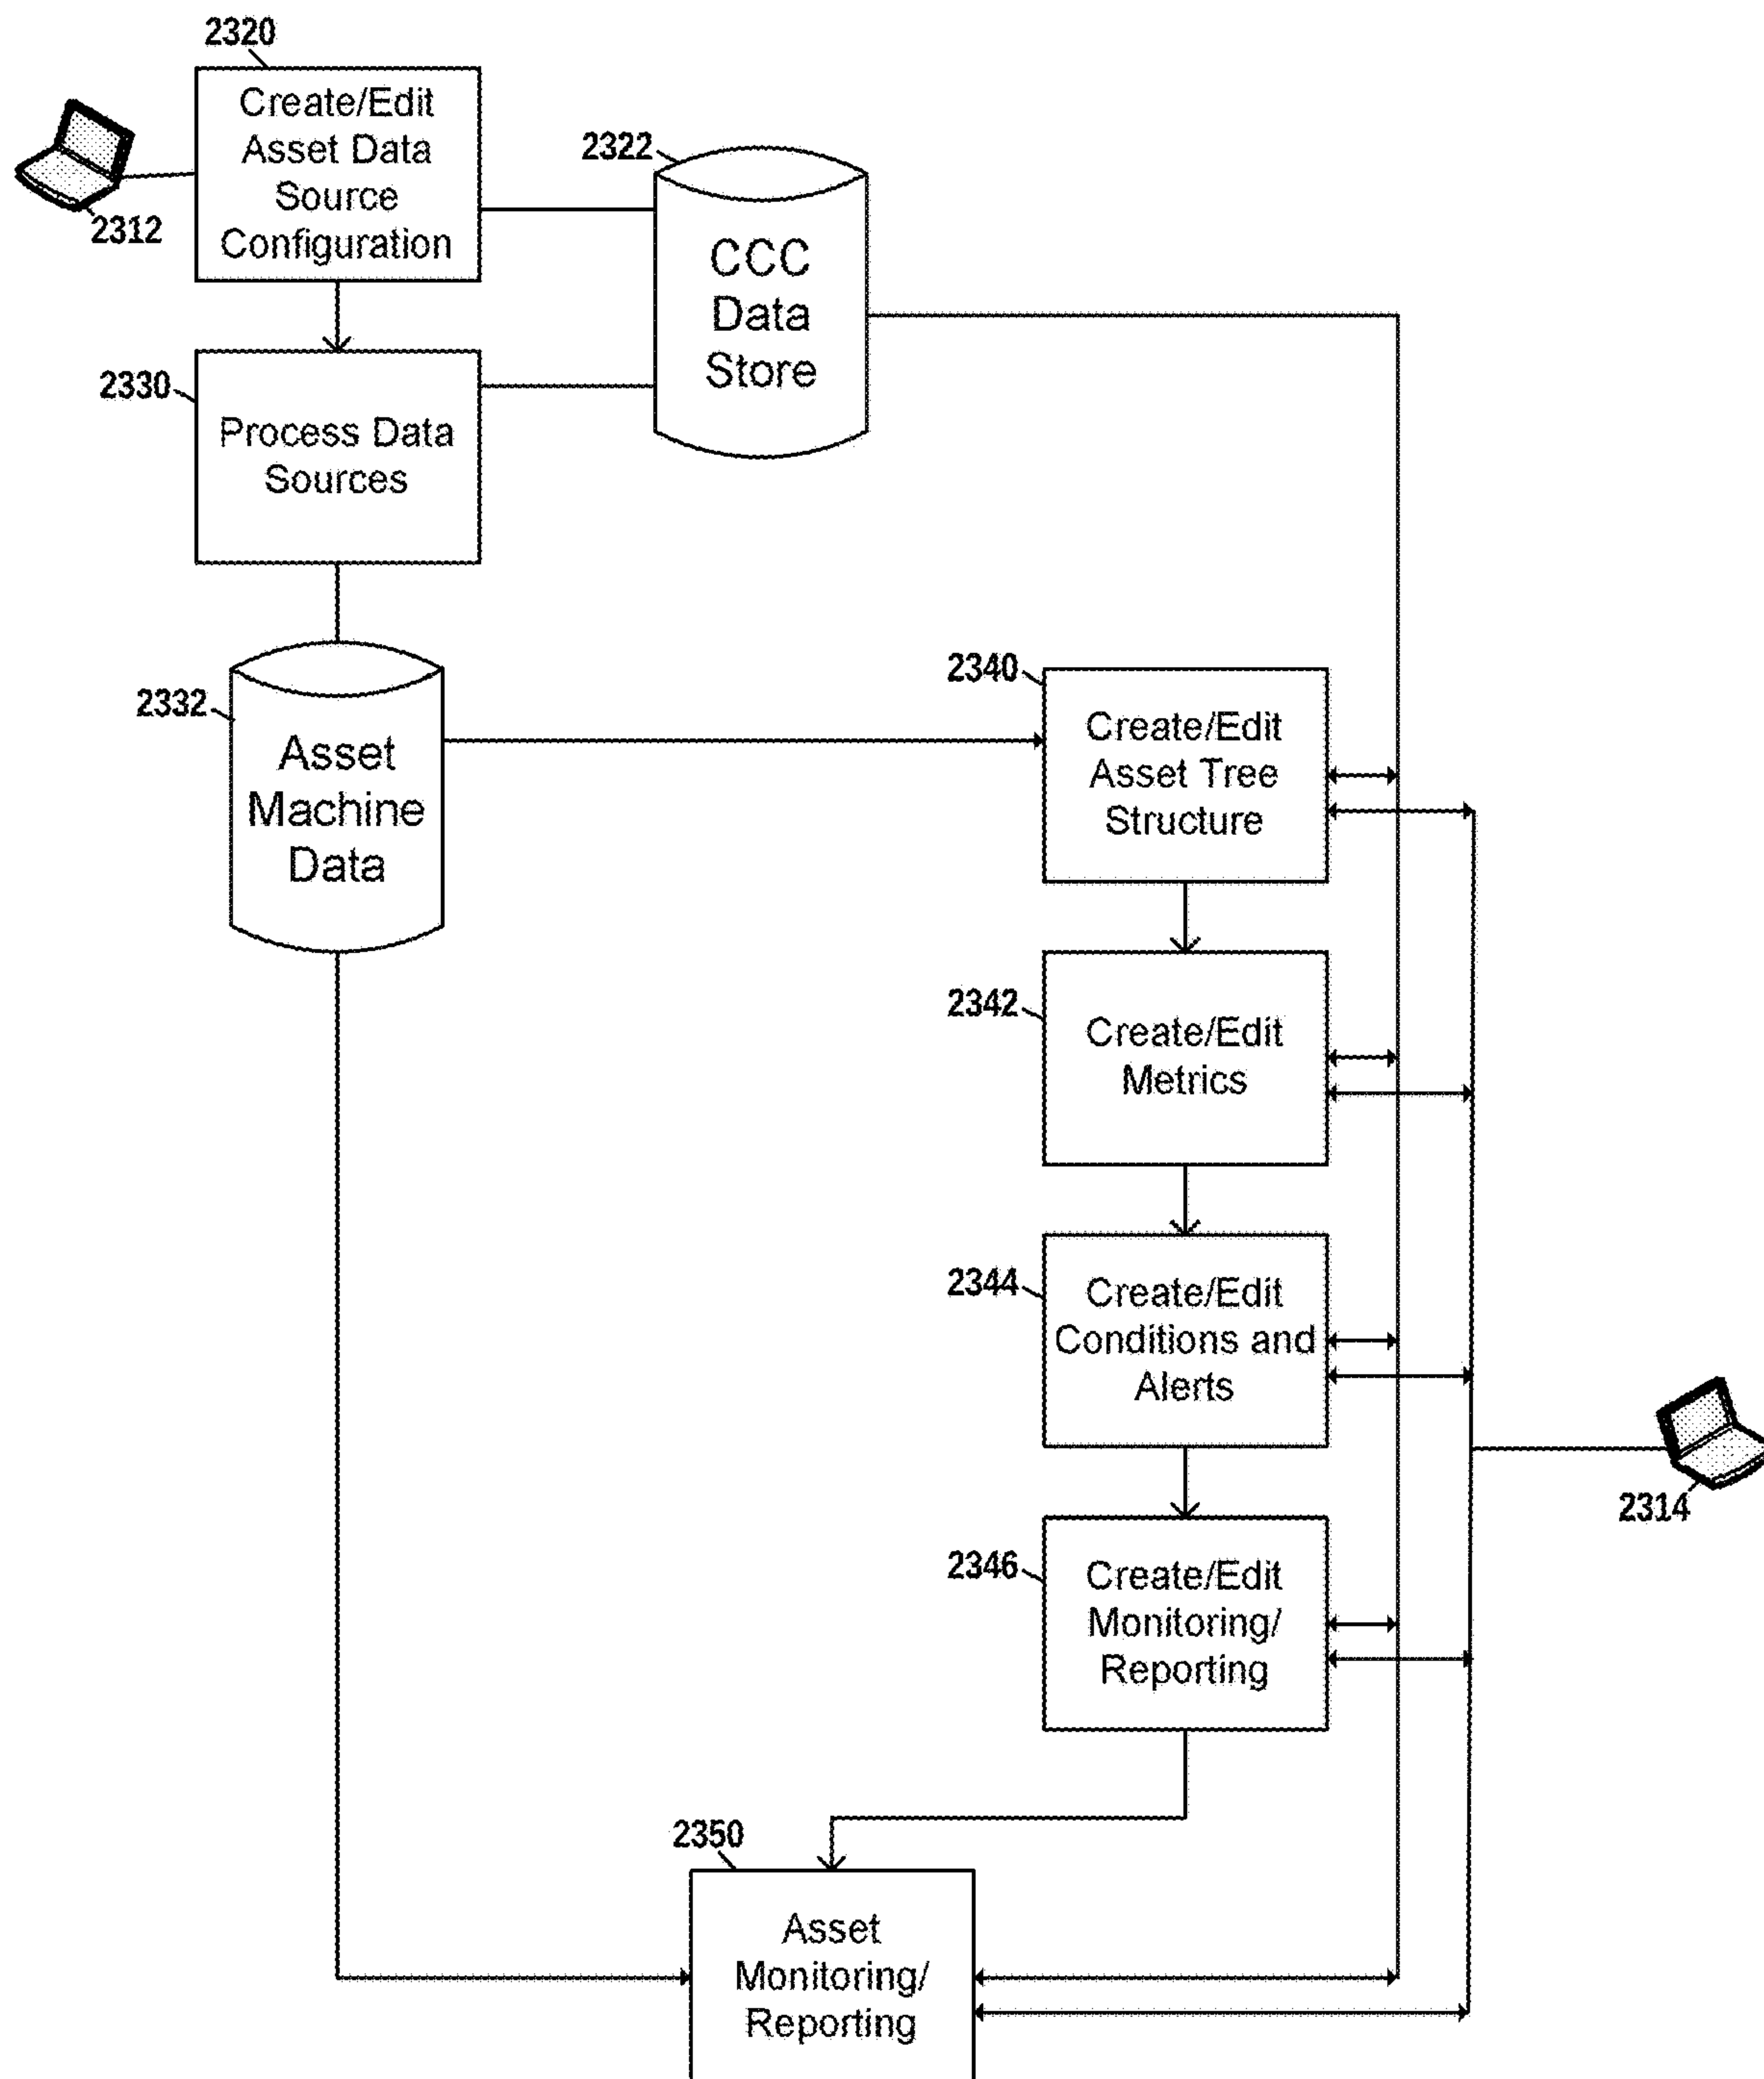 2320
Create/Edit
Asset Data
Source
Configuration
2312
2322
CCC
Data
Store
2330
Process Data
Sources
2332
Asset
Machine
Data
2340
Create/Edit
Asset Tree
Structure
2342
Create/Edit
Metrics
2344
Create/Edit
Conditions and
Alerts
2314
2346
Create/Edit
Monitoring/
Reporting
2350
Asset
Monitoring/
Reporting